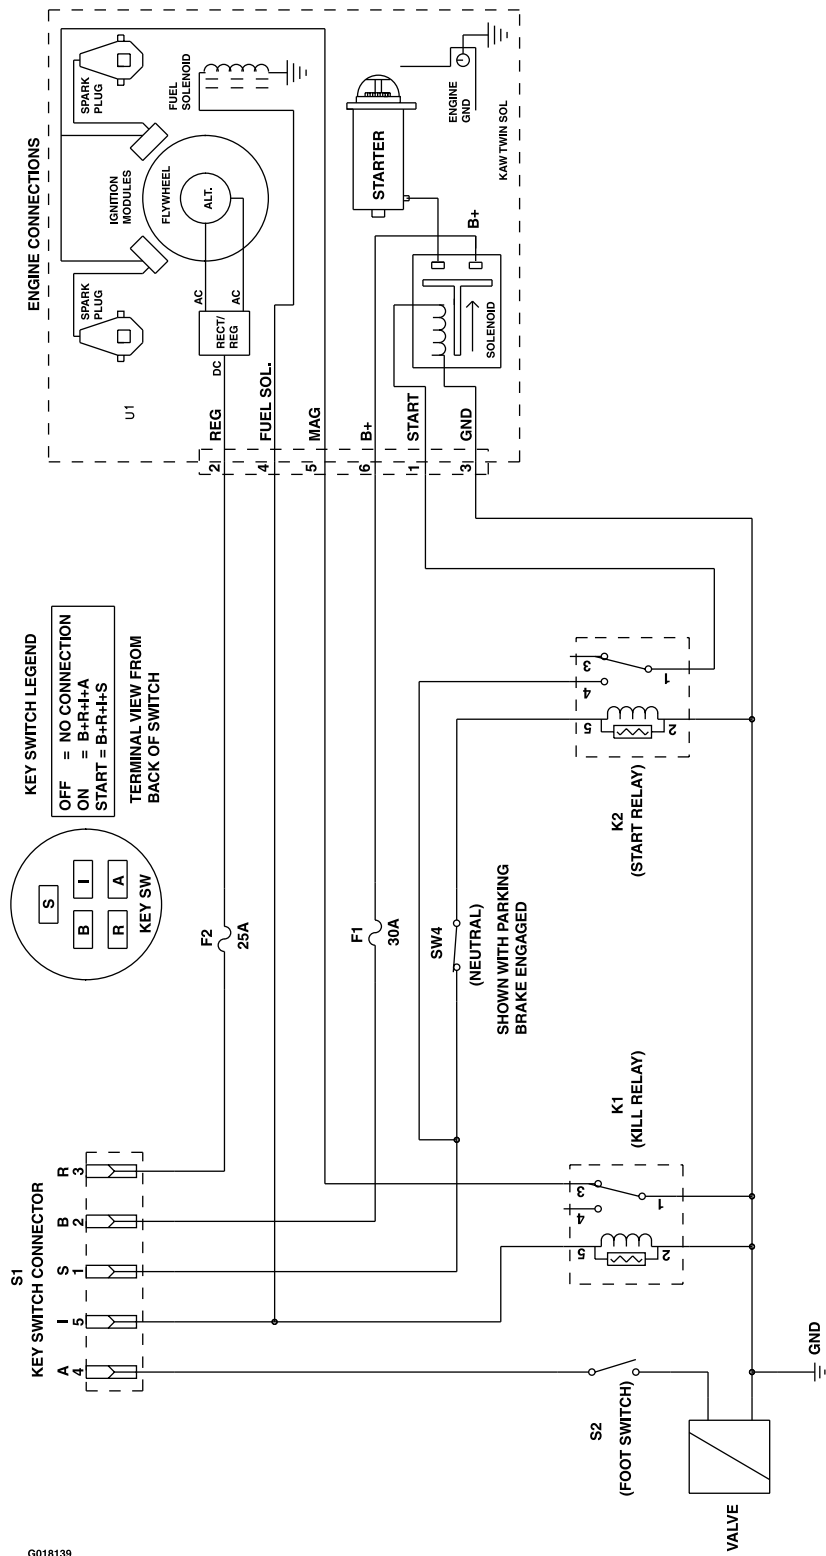 ENGINE CONNECTIONS
U1
SPARK
PLUG
SPARK
PLUG
IGNITION
MODULES
FLYWHEEL
ALT.
AC
AC
RECT/
REG
DC
FUEL
SOLENOID
STARTER
ENGINE
GND
KAW TWIN SOL
B+
SOLENOID
REG
FUEL SOL.
MAG
B+
START
GND
2
4
5
6
1
3
KEY SWITCH LEGEND
OFF = NO CONNECTION
ON = B+R+I+A
START = B+R+I+S
TERMINAL VIEW FROM
BACK OF SWITCH
S
B
I
R
A
KEY SW
F2
25A
F1
30A
SW4
(NEUTRAL)
SHOWN WITH PARKING
BRAKE ENGAGED
K2
(START RELAY)
3
4
1
5
2
K1
(KILL RELAY)
3
4
1
5
2
S1
KEY SWITCH CONNECTOR
R
3
B
2
S
1
I
5
A
4
S2
(FOOT SWITCH)
VALVE
GND
G018139